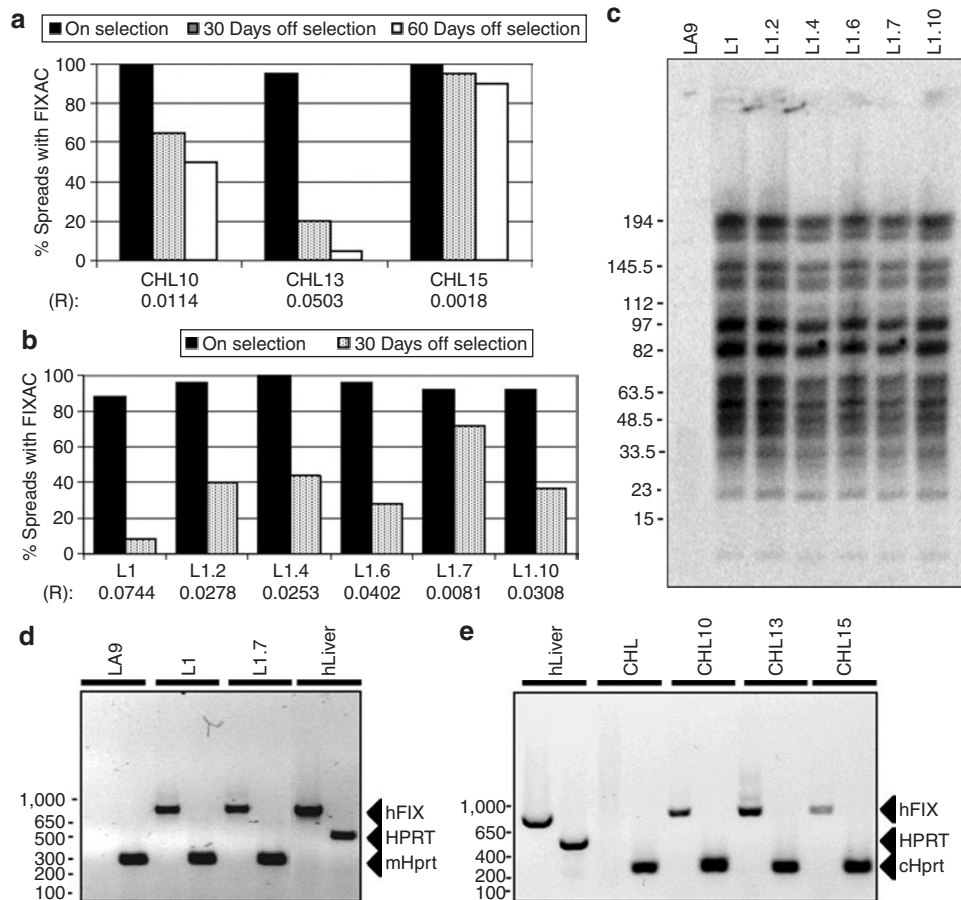 a
On selection 30 Days off selection 60 Days off selection
% Spreads with FIXAC
100
80
60
40
20
0
CHL10 CHL13 CHL15
(R): 0.0114 0.0503 0.0018
b
On selection 30 Days off selection
% Spreads with FIXAC
100
80
60
40
20
0
L1 L1.2 L1.4 L1.6 L1.7 L1.10
(R): 0.0744 0.0278 0.0253 0.0402 0.0081 0.0308
c
LA9 L1 L1.2 L1.4 L1.6 L1.7 L1.10
194
145.5
112
97
82
63.5
48.5
33.5
23
15
d
LA9 L1 L1.7 hLiver
1,000
650
500
300
200
100
hFIX
HPRT
mHprt
e
hLiver CHL CHL10 CHL13 CHL15
1,000
650
400
200
100
hFIX
HPRT
cHprt